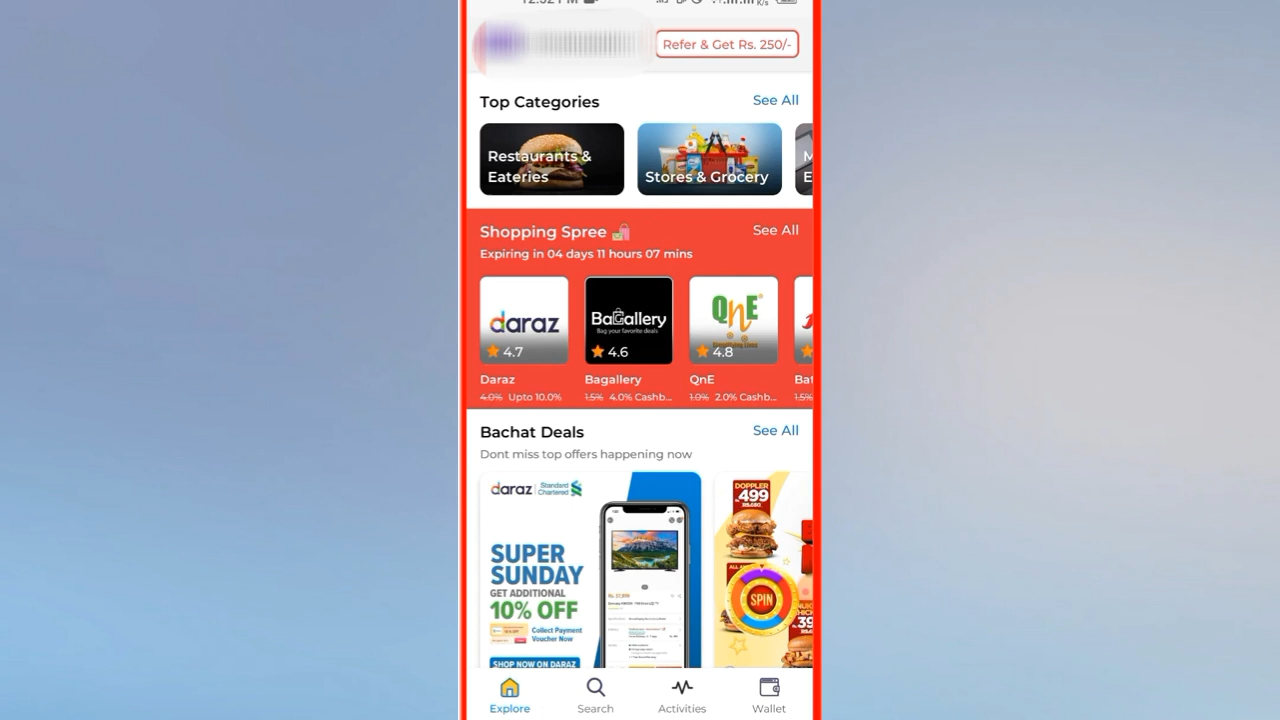 Refer & Get Rs. 250/-
Top Categories
See All
Restaurants &
Eateries
Stores & Grocery
Shopping Spree
See All
Expiring in 04 days 11 hours 07 mins
daraz
BaGallery
Bag your favorite deals
QnE
4.7
4.6
4.8
Daraz
Bagallery
QnE
Bat
4.0% Upto 10.0%
1.5% 4.0% Cashb...
1.0% 2.0% Cashb...
1.5%
Bachat Deals
See All
Dont miss top offers happening now
daraz
Standard
Chartered
SUPER
SUNDAY
GET ADDITIONAL
10% OFF
Collect Payment
Voucher Now
SHOP NOW ON DARAZ
DOPPLER
499
SPIN
Explore
Search
Activities
Wallet